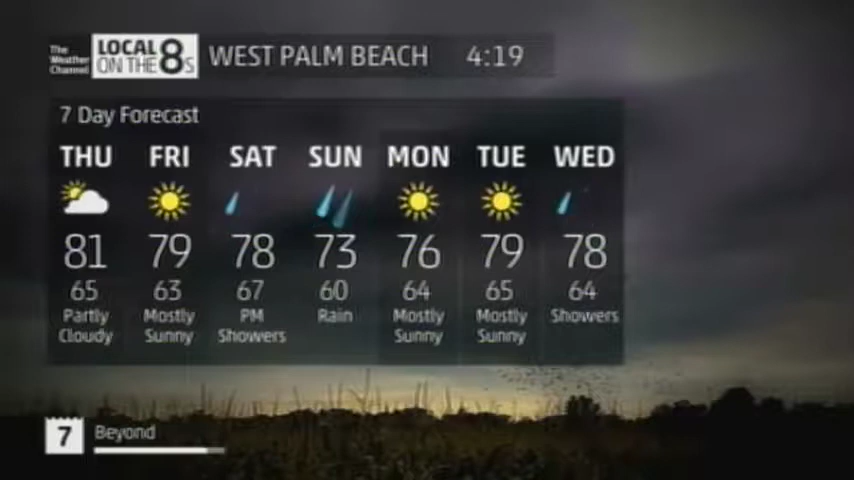 The Weather Channel
LOCAL ON THE 8s
WEST PALM BEACH 4:19
7 Day Forecast
THU FRI SAT SUN MON TUE WED
81 79 78 73 76 79 78
65 63 67 60 64 65 64
Partly Cloudy Mostly Sunny PM Showers Rain Mostly Sunny Mostly Sunny Showers
7 Beyond